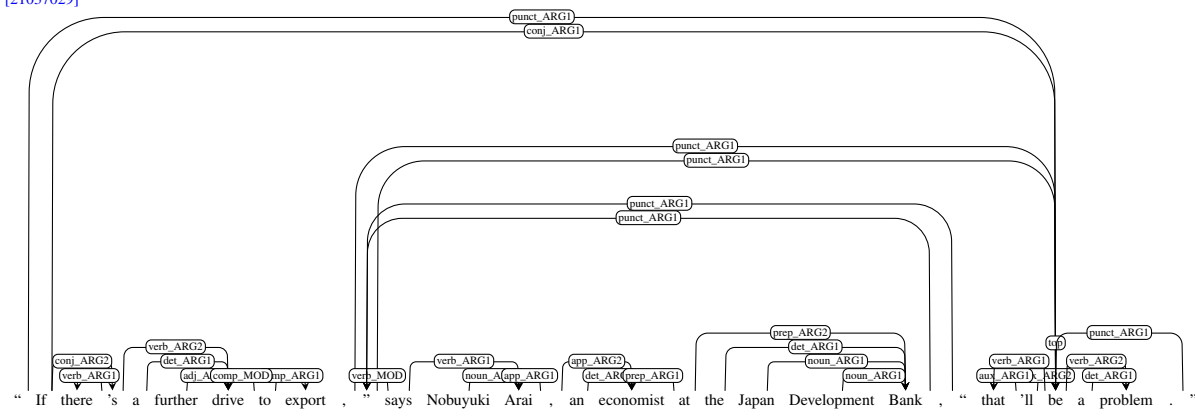 [21057029]
punct_ARG1
conj_ARG1
punct_ARG1
punct_ARG1
punct_ARG1
punct_ARG1
prep_ARG2 punct_ARG1
top
conj_ARG2 verb_ARG2 det_ARG1 verb_ARG1 app_ARG2 det_ARG1 noun_ARG1 verb_ARG1 verb_ARG2
verb_ARG1 comp_MOD verb_MOD app_ARG1 prep_ARG1 noun_ARG1 det_ARG1
“ If there ’s a further drive to export , ” says Nobuyuki Arai , an economist at the Japan Development Bank , “ that ’ll be a problem . ”